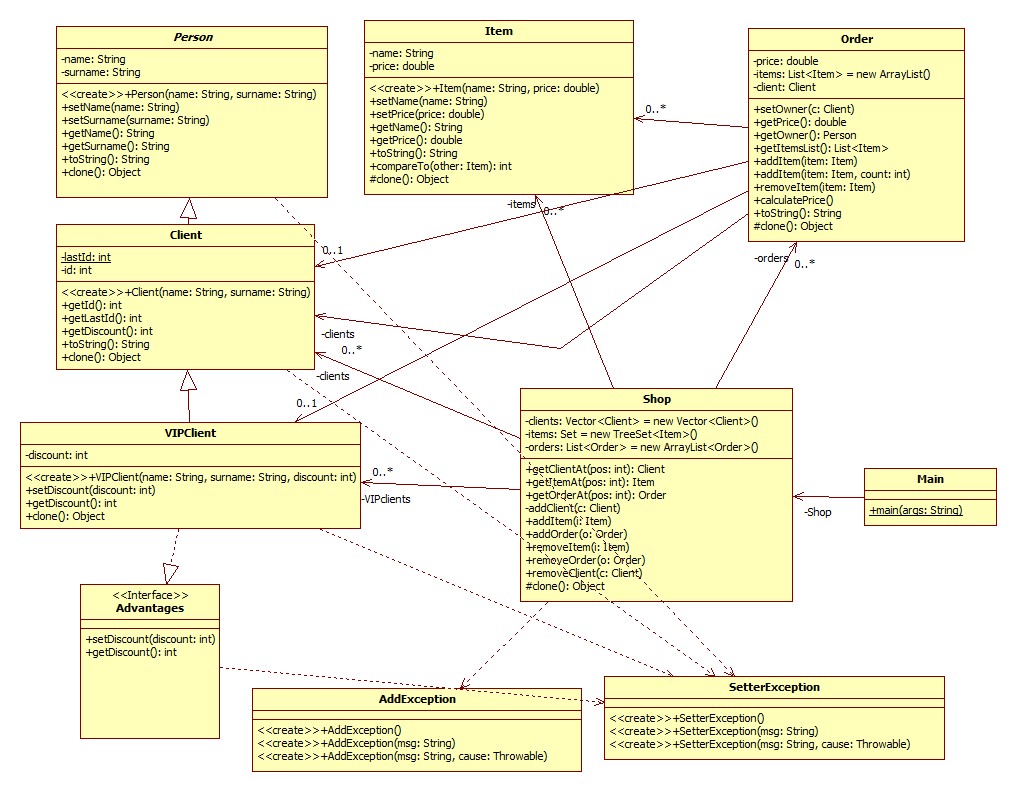 Person
-name: String
-surname: String
<<create>>+Person(name: String, surname: String)
+setName(name: String)
+setSurname(surname: String)
+getName(): String
+getSurname(): String
+toString(): String
+clone(): Object
Item
-name: String
-price: double
<<create>>+Item(name: String, price: double)
+setName(name: String)
+setPrice(price: double)
+getName(): String
+getPrice(): double
+toString(): String
+compareTo(other: Item): int
#clone(): Object
Order
-price: double
-items: List<Item> = new ArrayList()
-client: Client
+setOwner(c: Client)
+getPrice(): double
+getOwner(): Person
+getItemsList(): List<Item>
+addItem(item: Item)
+addItem(item: Item, count: int)
+removeItem(item: Item)
+calculatePrice()
+toString(): String
#clone(): Object
0..*
-items
0..*
-orders
0..*
Client
-lastId: int
-id: int
<<create>>+Client(name: String, surname: String)
+getId(): int
+getLastId(): int
+getDiscount(): int
+toString(): String
+clone(): Object
0..1
-clients
0..*
-clients
0..1
VIPClient
-discount: int
<<create>>+VIPClient(name: String, surname: String, discount: int)
+setDiscount(discount: int)
+getDiscount(): int
+clone(): Object
0..*
-VIPclients
Shop
-clients: Vector<Client> = new Vector<Client>()
-items: Set = new TreeSet<Item>()
-orders: List<Order> = new ArrayList<Order>()
+getClientAt(pos: int): Client
+getItemAt(pos: int): Item
+getOrderAt(pos: int): Order
-addClient(c: Client)
+addItem(i: Item)
+addOrder(o: Order)
+removeItem(i: Item)
+removeOrder(o: Order)
+removeClient(c: Client)
#clone(): Object
Main
+main(args: String)
-Shop
<<Interface>>
Advantages
+setDiscount(discount: int)
+getDiscount(): int
AddException
<<create>>+AddException()
<<create>>+AddException(msg: String)
<<create>>+AddException(msg: String, cause: Throwable)
SetterException
<<create>>+SetterException()
<<create>>+SetterException(msg: String)
<<create>>+SetterException(msg: String, cause: Throwable)